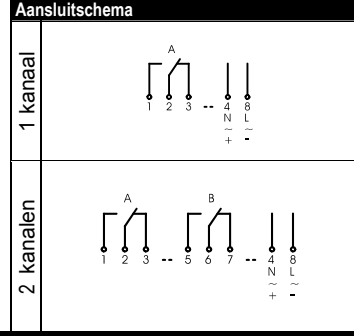 Aansluitschema
1 kanaal
A
1 2 3 -- 4 8
N L
~ ~
+ -
2 kanalen
A B
1 2 3 -- 5 6 7 -- 4 8
N L
~ ~
+ -